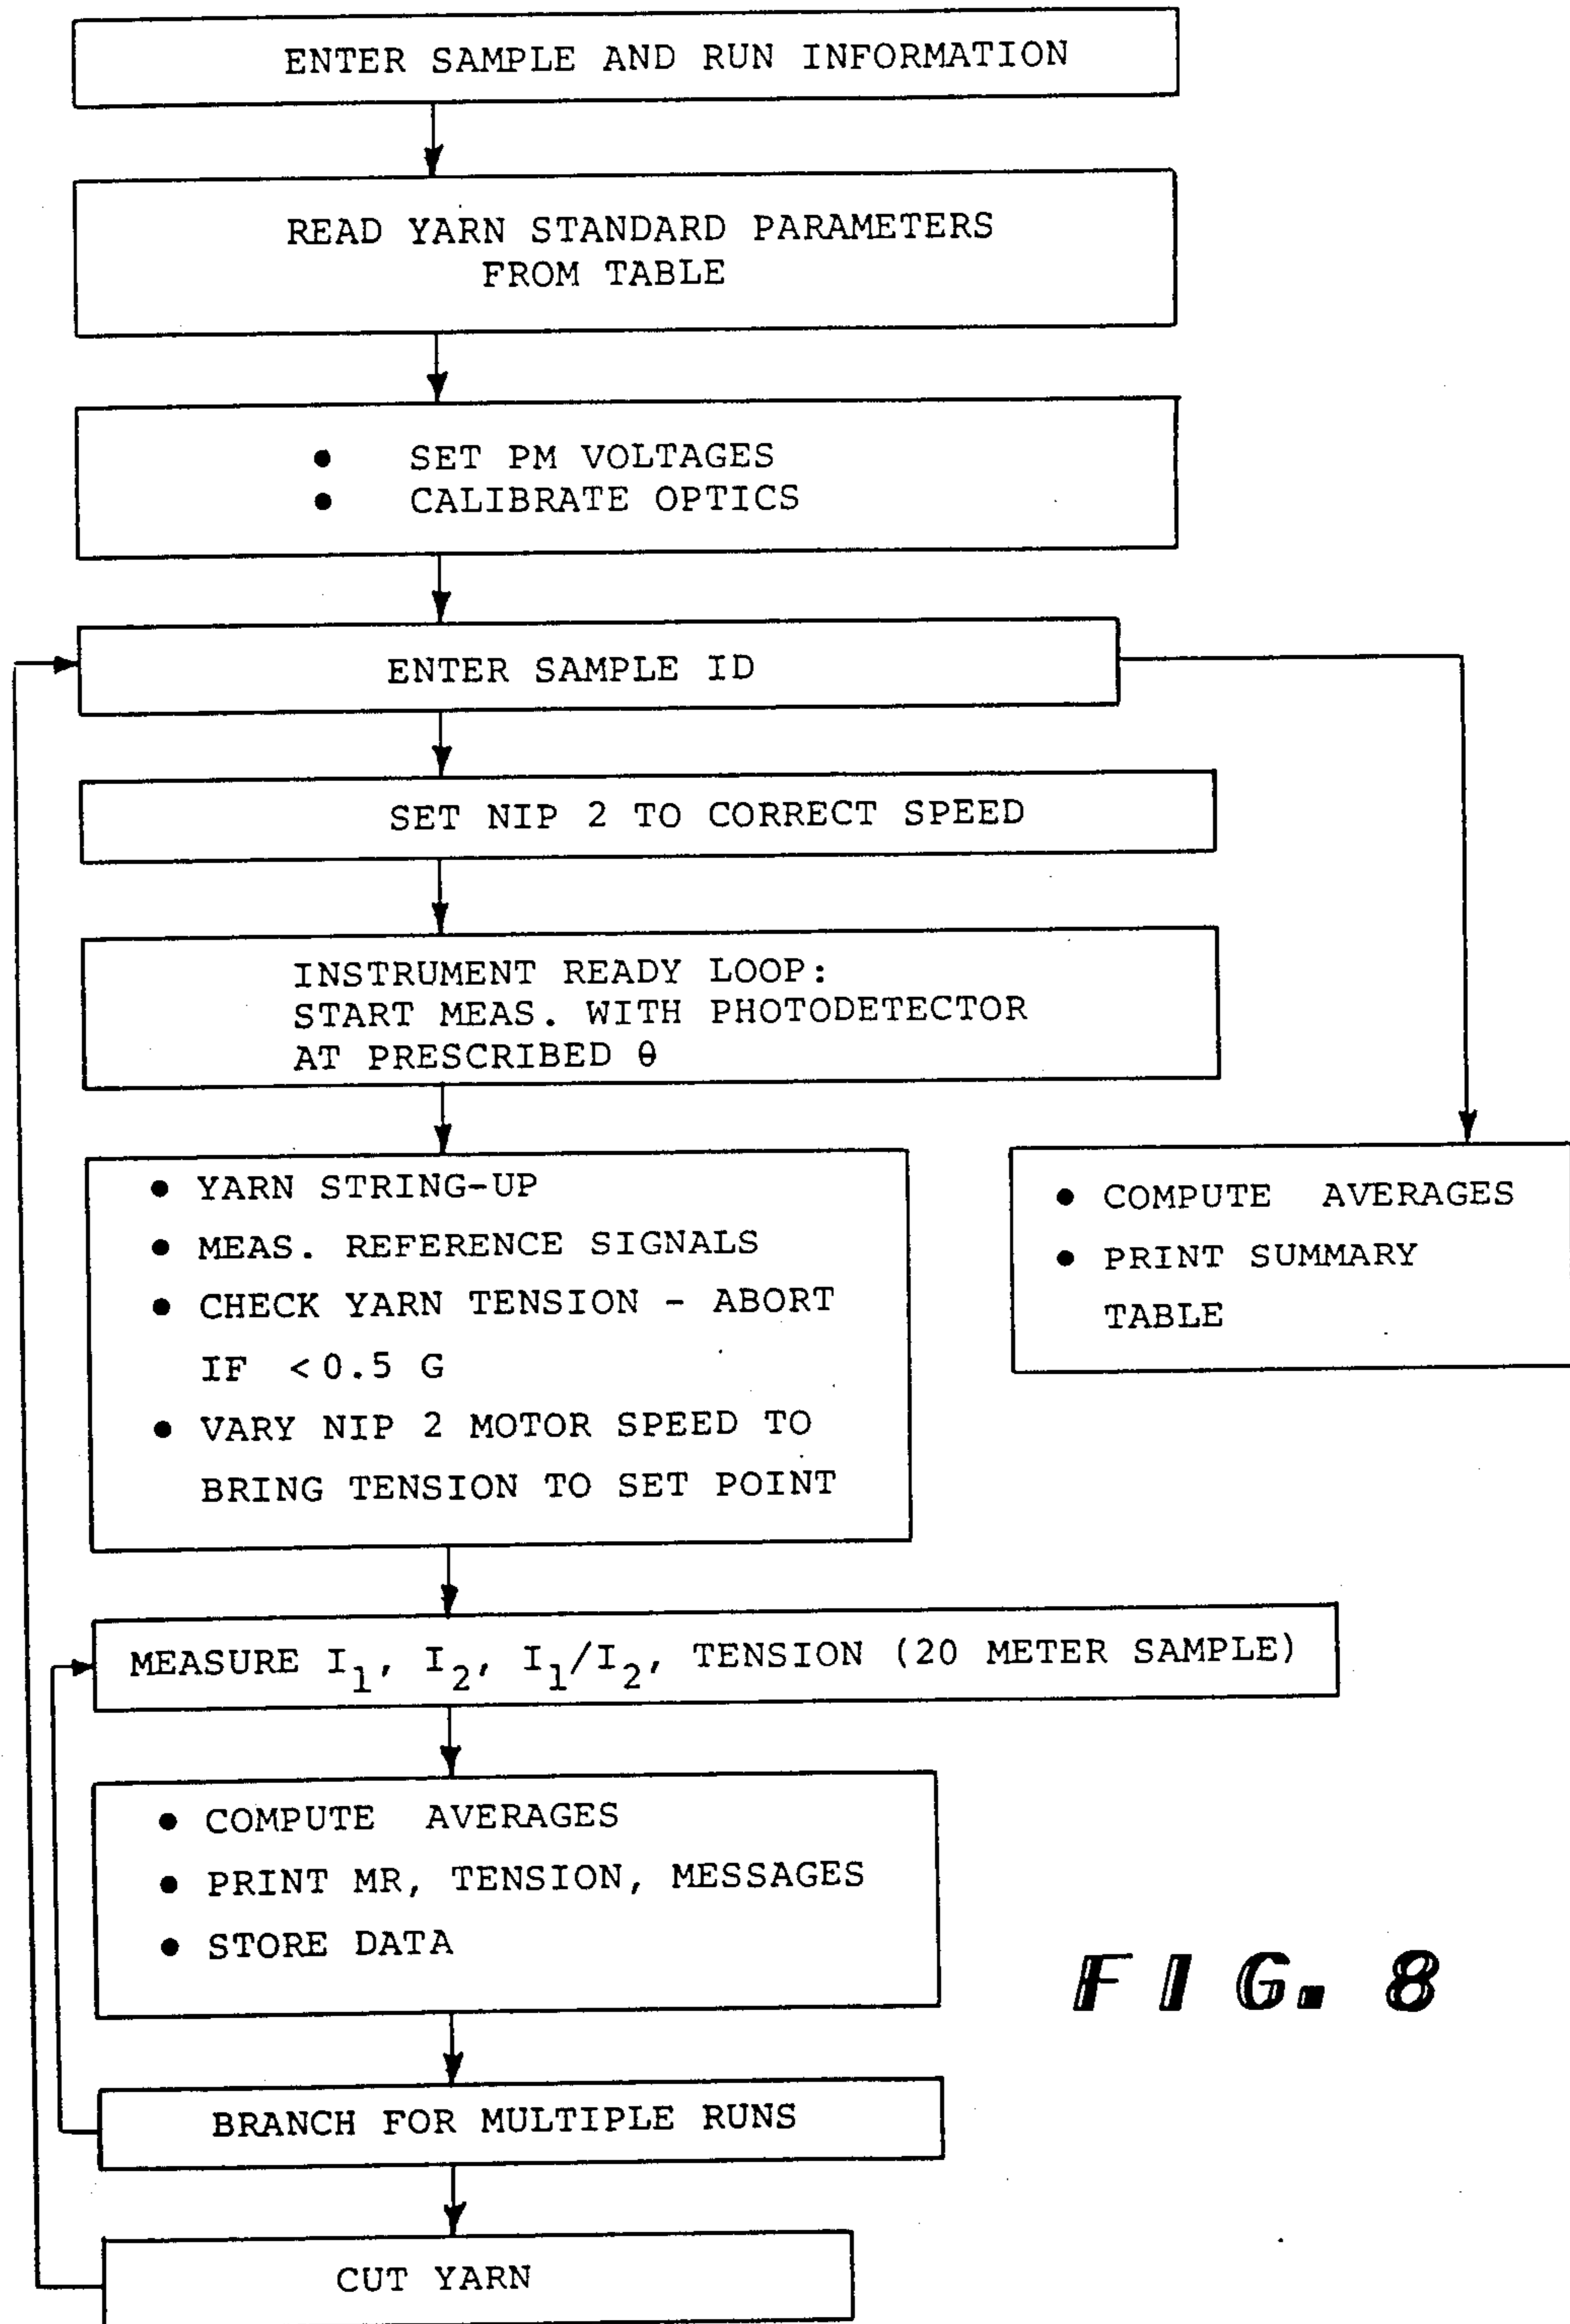 ENTER SAMPLE AND RUN INFORMATION
READ YARN STANDARD PARAMETERS
FROM TABLE
● SET PM VOLTAGES
● CALIBRATE OPTICS
ENTER SAMPLE ID
SET NIP 2 TO CORRECT SPEED
INSTRUMENT READY LOOP:
START MEAS. WITH PHOTODETECTOR
AT PRESCRIBED θ
● YARN STRING-UP
● MEAS. REFERENCE SIGNALS
● CHECK YARN TENSION - ABORT
IF <0.5 G
● VARY NIP 2 MOTOR SPEED TO
BRING TENSION TO SET POINT
● COMPUTE AVERAGES
● PRINT SUMMARY
TABLE
MEASURE I₁, I₂, I₁/I₂, TENSION (20 METER SAMPLE)
● COMPUTE AVERAGES
● PRINT MR, TENSION, MESSAGES
● STORE DATA
BRANCH FOR MULTIPLE RUNS
CUT YARN
FIG. 8